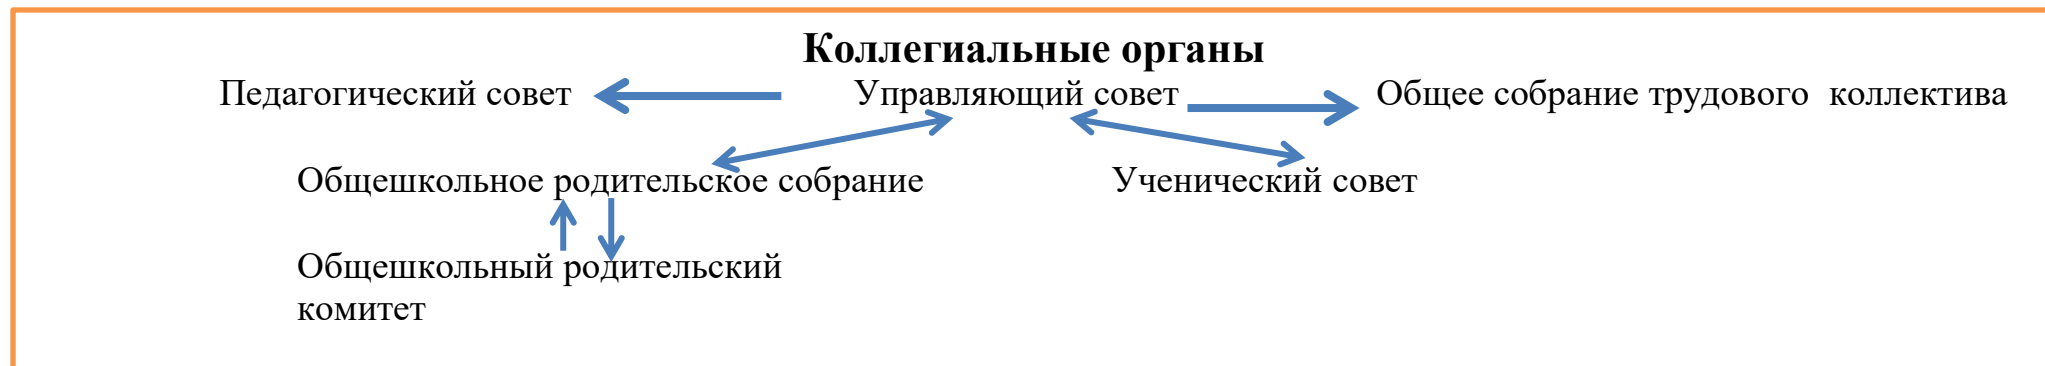 Коллегиальные органы
Педагогический совет Управляющий совет Общее собрание трудового коллектива
Общешкольное родительское собрание Ученический совет
Общешкольный родительский
комитет